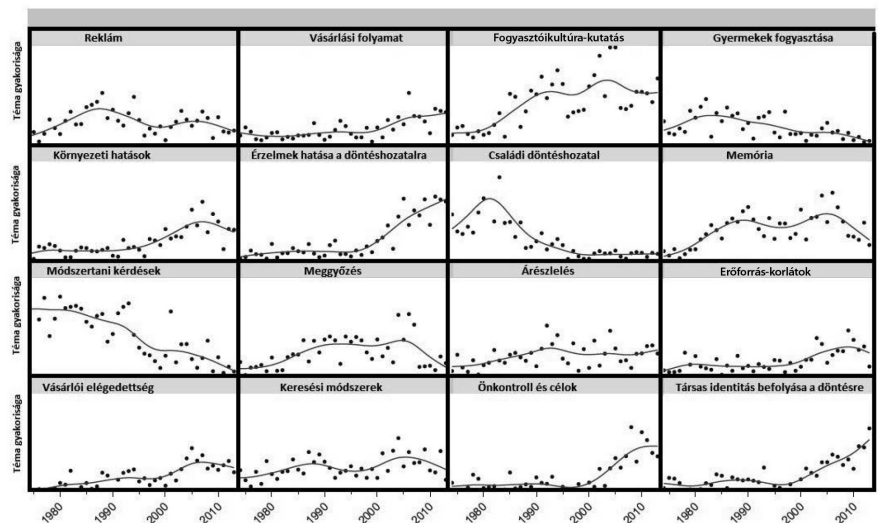 Reklám
Vásárlási folyamat
Fogyasztóikultúra-kutatás
Gyermekek fogyasztása
Téma gyakorisága
Környezeti hatások
Érzelmek hatása a döntéshozatalra
Családi döntéshozatal
Memória
Téma gyakorisága
Módszertani kérdések
Meggyőzés
Árészlelés
Erőforrás-korlátok
Téma gyakorisága
Vásárlói elégedettség
Keresési módszerek
Önkontroll és célok
Társas identitás befolyása a döntésre
Téma gyakorisága
1980 1990 2000 2010 1980 1990 2000 2010 1980 1990 2000 2010 1980 1990 2000 2010